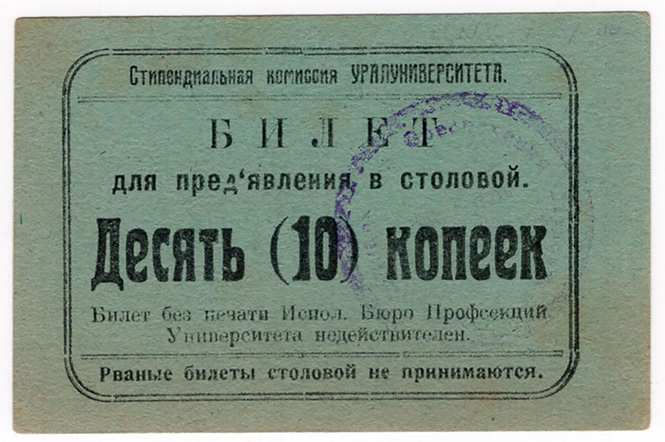 Стипендиальная комиссия УРАЛУНИВЕРСИТЕТА.
БИЛЕТ
для пред‘явления в столовой.
Десять (10) копеек
Билет без печати Испол. Бюро Профсекций
Университета недействителен.
Рваные билеты столовой не принимаются.